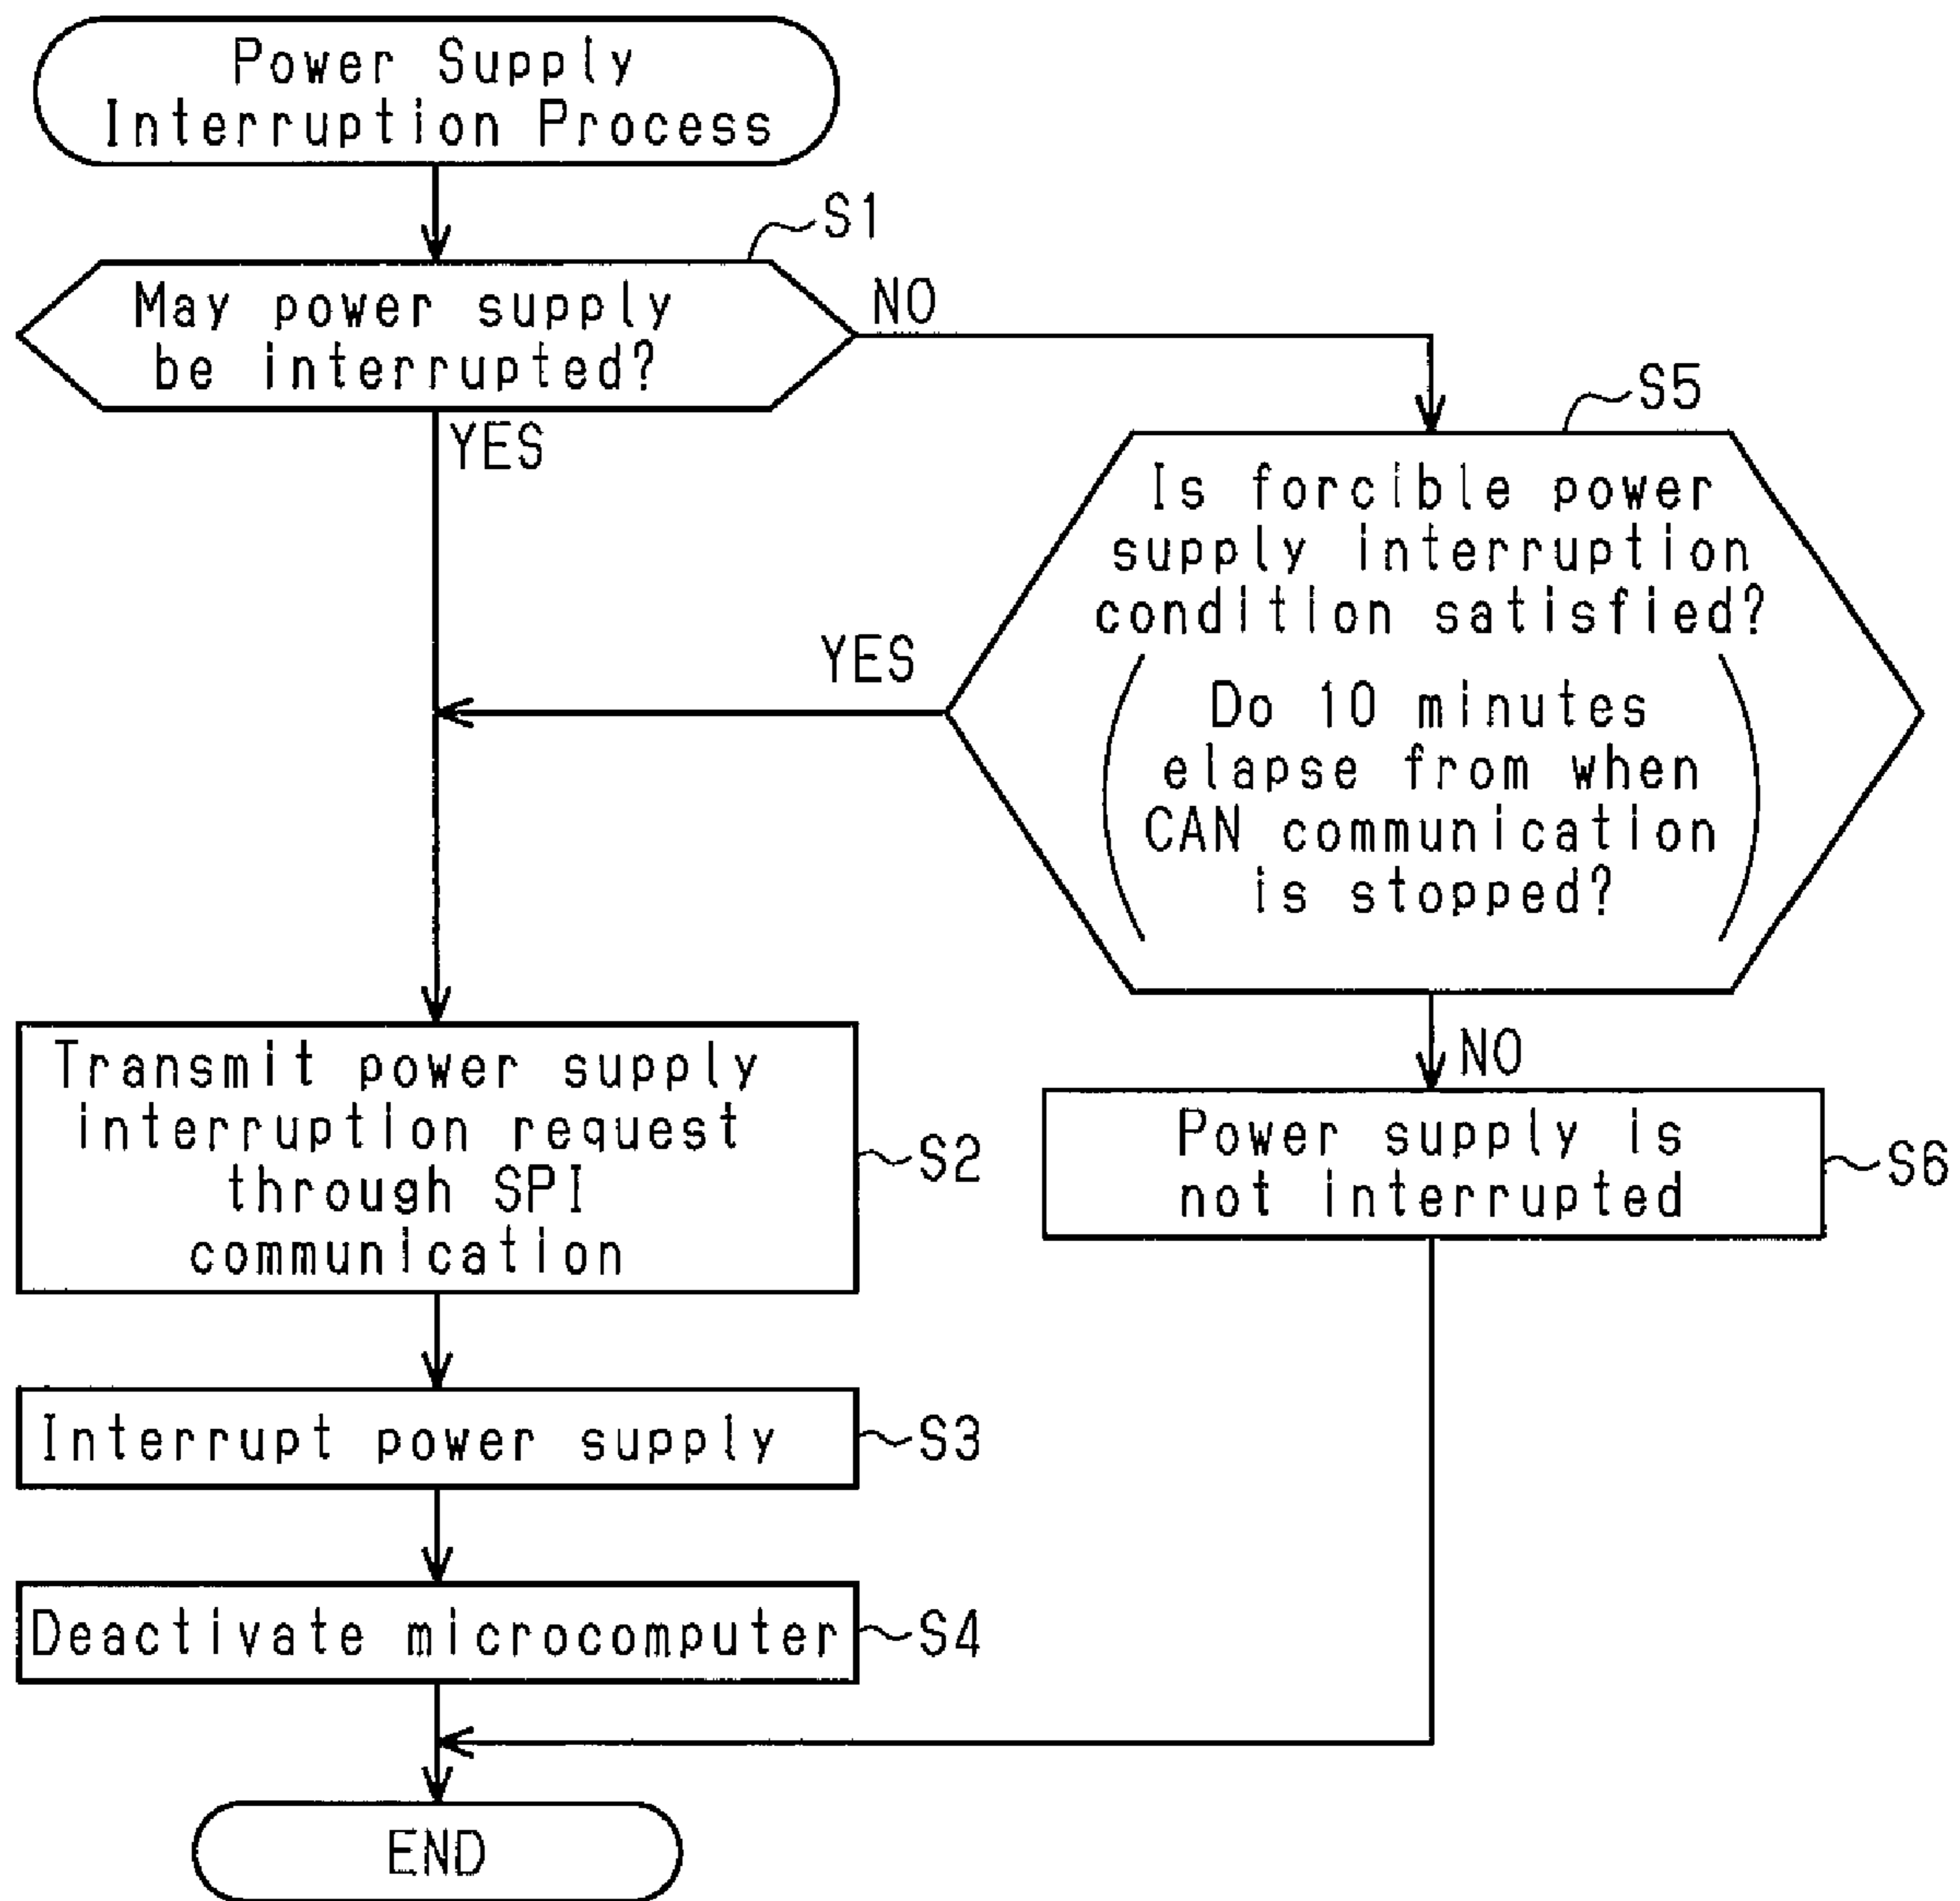 Power Supply
Interruption Process
S1
May power supply
be interrupted?
NO
YES
S5
Is forcible power
supply interruption
condition satisfied?
Do 10 minutes
elapse from when
CAN communication
is stopped?
YES
NO
Transmit power supply
interruption request
through SPI
communication
S2
Power supply is
not interrupted
S6
Interrupt power supply
S3
Deactivate microcomputer
S4
END